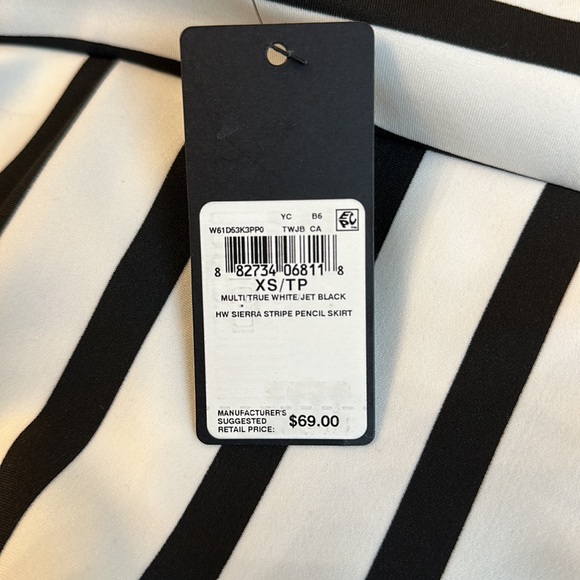 YC B6
W61D53K3PP0 TWJB CA
8 82734 06811 8
XS/TP
MULTI/TRUE WHITE/JET BLACK
HW SIERRA STRIPE PENCIL SKIRT
MANUFACTURER'S
SUGGESTED
RETAIL PRICE: $69.00